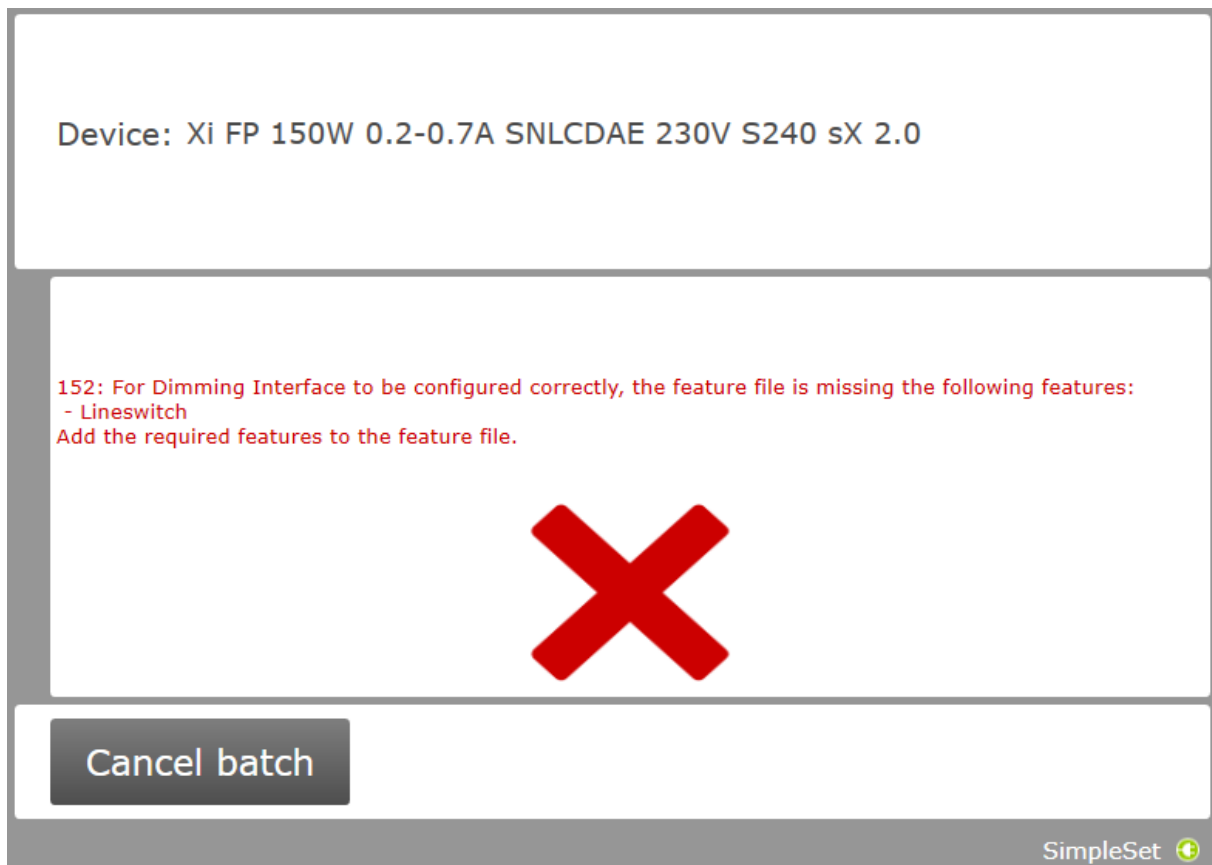 Device: Xi FP 150W 0.2-0.7A SNLCDAE 230V S240 sX 2.0
152: For Dimming Interface to be configured correctly, the feature file is missing the following features:
- Lineswitch
Add the required features to the feature file.
Cancel batch
SimpleSet